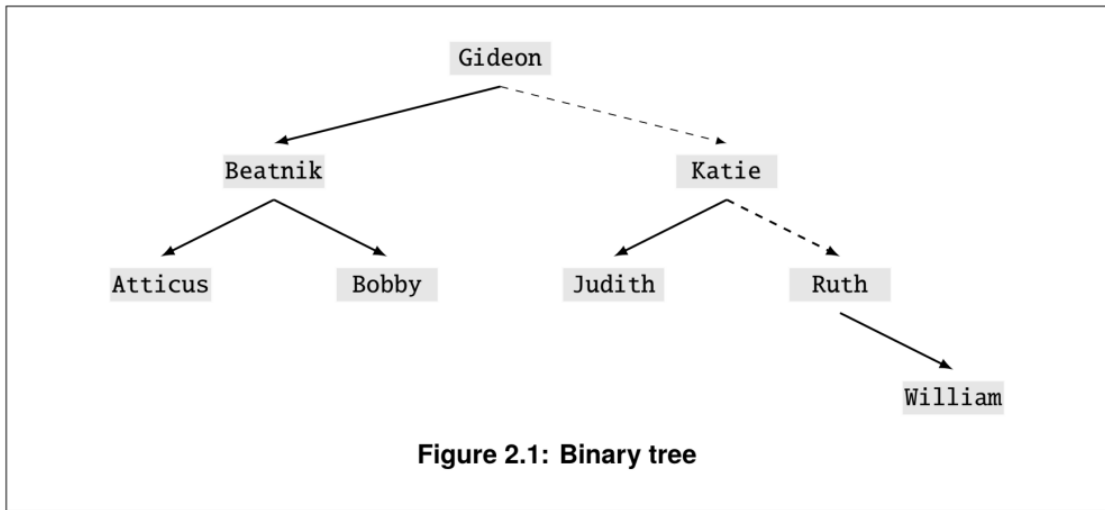 Gideon
Beatnik Katie
Atticus Bobby Judith Ruth
William
Figure 2.1: Binary tree